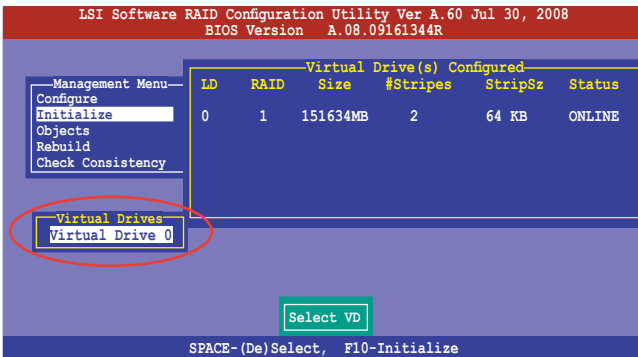 LSI Software RAID Configuration Utility Ver A.60 Jul 30, 2008
BIOS Version A.08.09161344R
Management Menu
Configure
Initialize
Objects
Rebuild
Check Consistency
Virtual Drive(s) Configured
LD RAID Size #Stripes StripSz Status
0 1 151634MB 2 64 KB ONLINE
Virtual Drives
Virtual Drive 0
Select VD
SPACE-(De)Select, F10-Initialize